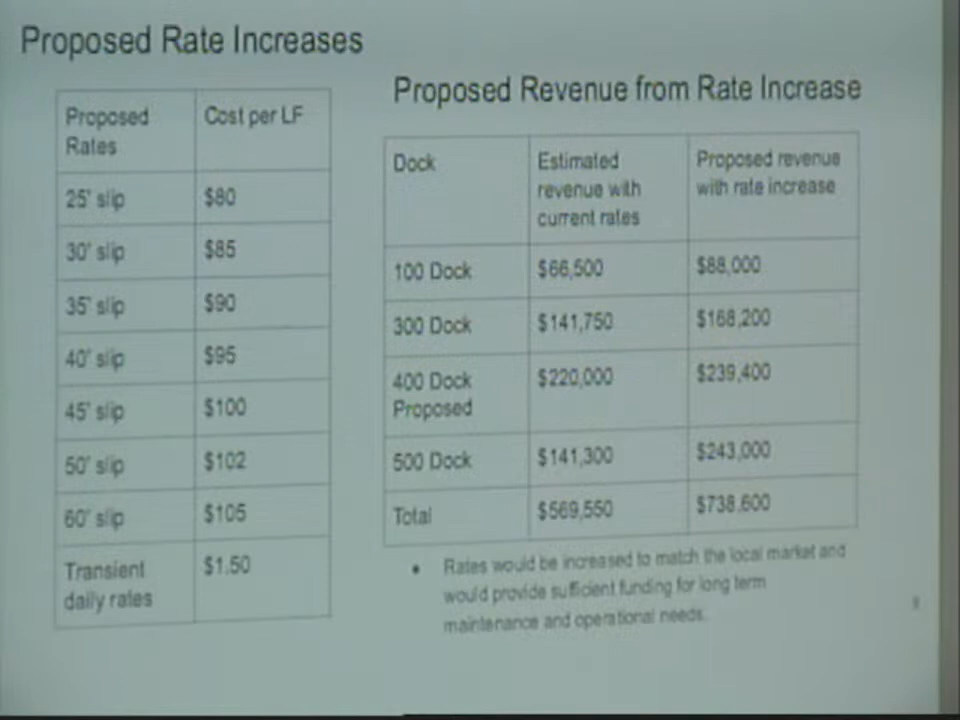 Proposed Rate Increases
Proposed Rates Cost per LF
25' slip $80
30' slip $85
35' slip $90
40' slip $95
45' slip $100
50' slip $102
60' slip $105
Transient daily rates $1.50
Proposed Revenue from Rate Increase
Dock Estimated revenue with current rates Proposed revenue with rate increase
100 Dock $66,500 $88,000
300 Dock $141,750 $168,200
400 Dock Proposed $220,000 $239,400
500 Dock $141,300 $243,000
Total $569,550 $738,600
• Rates would be increased to match the local market and
would provide sufficient funding for long term
maintenance and operational needs.